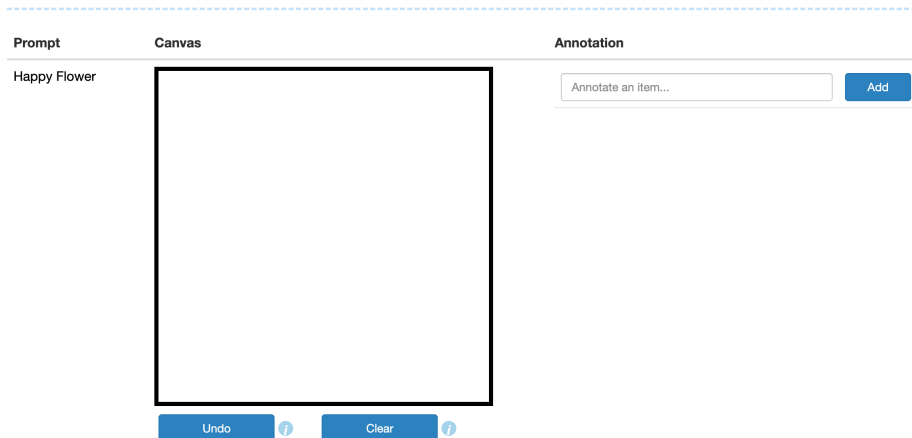 Prompt Canvas Annotation
Happy Flower
Annotate an item... Add
Undo i Clear i